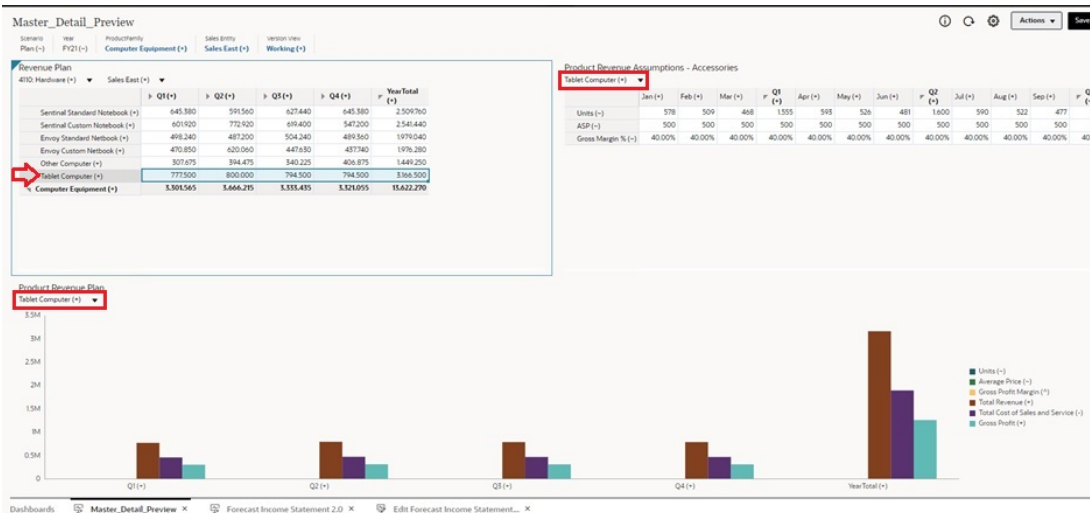 Master_Detail_Preview
Actions
Save
Scenario Year ProductFamily Sales Entity Version View
Plan (~) FY21 (~) Computer Equipment (+) Sales East (+) Working (+)
Revenue Plan
4110: Hardware (+) Sales East (+)
Q1 (+) Q2 (+) Q3 (+) Q4 (+) YearTotal (+)
Sentinal Standard Notebook (+) 645.380 591.560 627.440 645.380 2.509.760
Sentinal Custom Notebook (+) 601.920 772.920 619.400 547.200 2.541.440
Envoy Standard Netbook (+) 498.240 487.200 504.240 489.360 1.979.040
Envoy Custom Netbook (+) 470.850 620.060 447.630 437.740 1.976.280
Other Computer (+) 307.675 394.475 340.225 406.875 1.449.250
Tablet Computer (+) 777.500 800.000 794.500 794.500 3.166.500
Computer Equipment (+) 3.301.565 3.666.215 3.333.435 3.321.055 13.622.270
Product Revenue Assumptions - Accessories
Tablet Computer (+)
Jan (+) Feb (+) Mar (+) Q1 (+) Apr (+) May (+) Jun (+) Q2 (+) Jul (+) Aug (+) Sep (+)
Units (~) 578 509 468 1.555 593 526 481 1.600 590 522 477
ASP (~) 500 500 500 500 500 500 500 500 500 500 500
Gross Margin % (~) 40.00% 40.00% 40.00% 40.00% 40.00% 40.00% 40.00% 40.00% 40.00% 40.00% 40.00%
Product Revenue Plan
Tablet Computer (+)
3.5M
3M
2.5M
2M
1.5M
1M
0.5M
0
Q1 (+) Q2 (+) Q3 (+) Q4 (+) YearTotal (+)
Units (~)
Average Price (~)
Gross Profit Margin (^)
Total Revenue (+)
Total Cost of Sales and Service (-)
Gross Profit (+)
Dashboards Master_Detail_Preview × Forecast Income Statement 2.0 × Edit Forecast Income Statement... ×